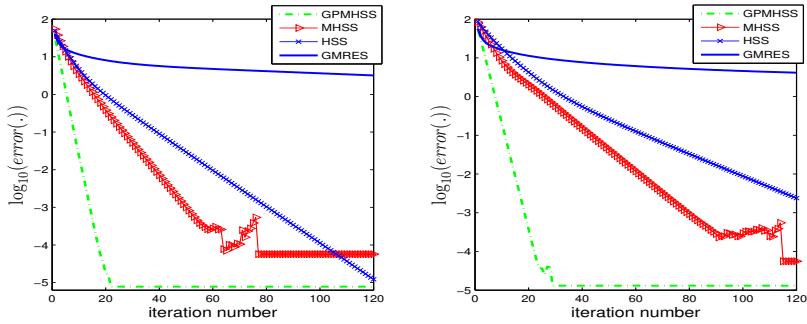 GPMHSS
MHSS
HSS
GMRES
2
1
0
−1
−2
−3
−4
−5
0
20
40
60
80
100
120
log10(error(.))
iteration number
GPMHSS
MHSS
HSS
GMRES
2
1
0
−1
−2
−3
−4
−5
0
20
40
60
80
100
120
log10(error(.))
iteration number